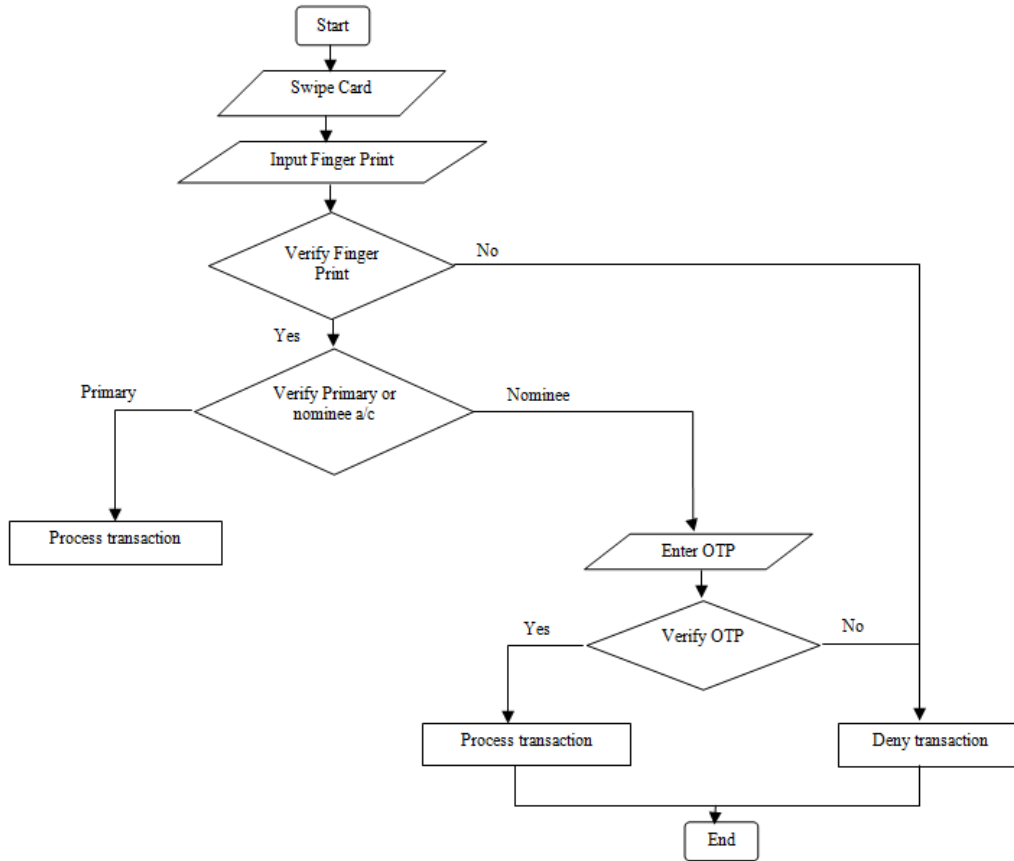 Start
Swipe Card
Input Finger Print
Verify Finger
Print
No
Yes
Verify Primary or
nominee a/c
Primary
Nominee
Process transaction
Enter OTP
Verify OTP
Yes
No
Process transaction
Deny transaction
End